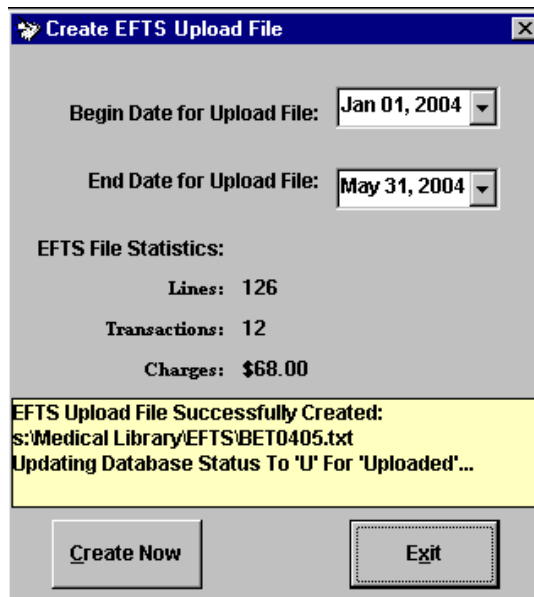 Create EFTS Upload File
Begin Date for Upload File: Jan 01, 2004
End Date for Upload File: May 31, 2004
EFTS File Statistics:
Lines: 126
Transactions: 12
Charges: $68.00
EFTS Upload File Successfully Created:
s:\Medical Library\EFTS\BET0405.txt
Updating Database Status To 'U' For 'Uploaded'...
Create Now Exit